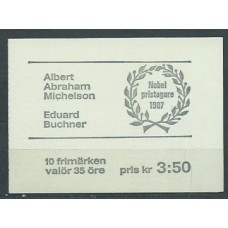 Albert
Abraham
Michelson
Eduard
Buchner
Nobel
pristagare
1907
10 frimärken
valör 35 öre
pris kr 3:50